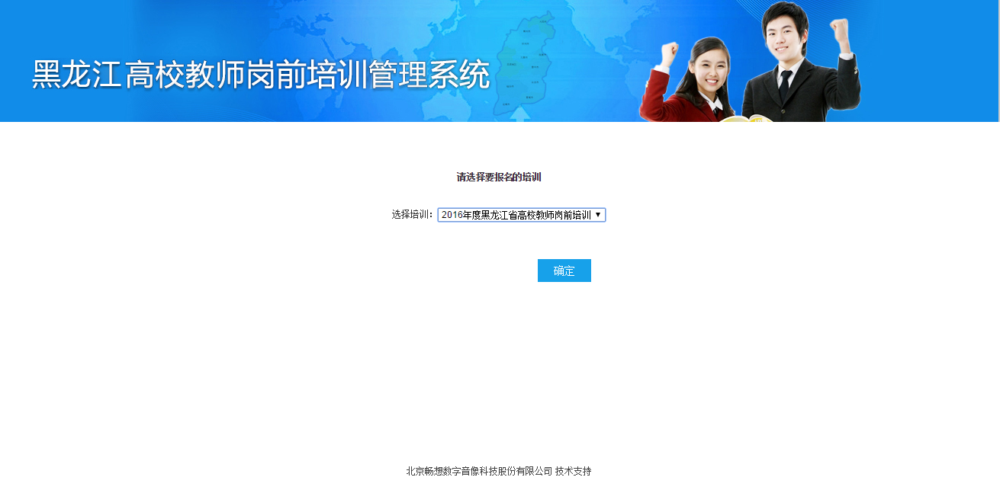 黑龙江高校教师岗前培训管理系统
请选择要报名的培训
选择培训： 2016年度黑龙江省高校教师岗前培训
确定
北京畅想数字音像科技股份有限公司 技术支持